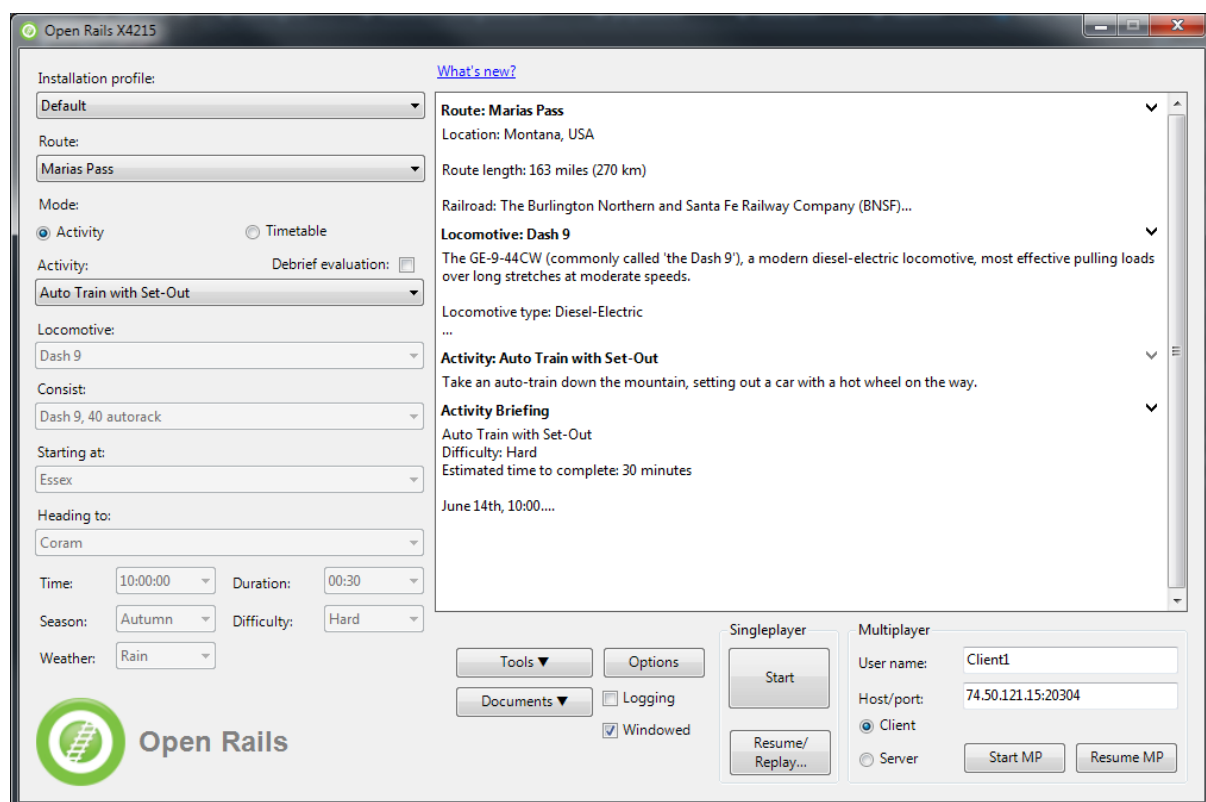 Open Rails X4215
Installation profile:
Default
Route:
Marias Pass
Mode:
Activity
Timetable
Activity:
Debrief evaluation:
Auto Train with Set-Out
Locomotive:
Dash 9
Consist:
Dash 9, 40 autorack
Starting at:
Essex
Heading to:
Coram
Time:
10:00:00
Duration:
00:30
Season:
Autumn
Difficulty:
Hard
Weather:
Rain
Open Rails
What's new?
Route: Marias Pass
Location: Montana, USA
Route length: 163 miles (270 km)
Railroad: The Burlington Northern and Santa Fe Railway Company (BNSF)...
Locomotive: Dash 9
The GE-9-44CW (commonly called 'the Dash 9'), a modern diesel-electric locomotive, most effective pulling loads
over long stretches at moderate speeds.
Locomotive type: Diesel-Electric
...
Activity: Auto Train with Set-Out
Take an auto-train down the mountain, setting out a car with a hot wheel on the way.
Activity Briefing
Auto Train with Set-Out
Difficulty: Hard
Estimated time to complete: 30 minutes
June 14th, 10:00....
Tools ▼
Options
Documents ▼
Logging
Windowed
Singleplayer
Start
Resume/
Replay...
Multiplayer
User name:
Client1
Host/port:
74.50.121.15:20304
Client
Server
Start MP
Resume MP